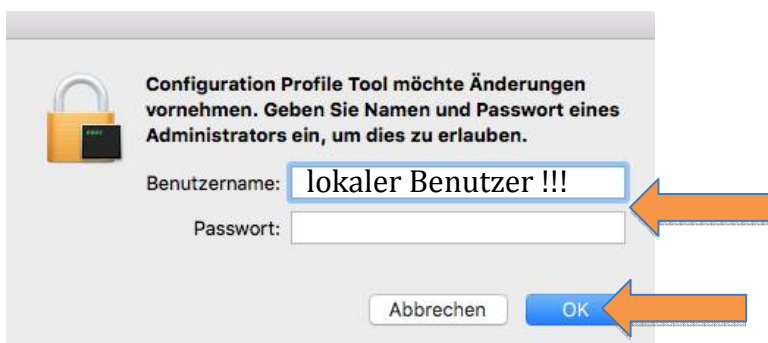 Configuration Profile Tool möchte Änderungen
vornehmen. Geben Sie Namen und Passwort eines
Administrators ein, um dies zu erlauben.
Benutzername: lokaler Benutzer !!!
Passwort:
Abbrechen OK